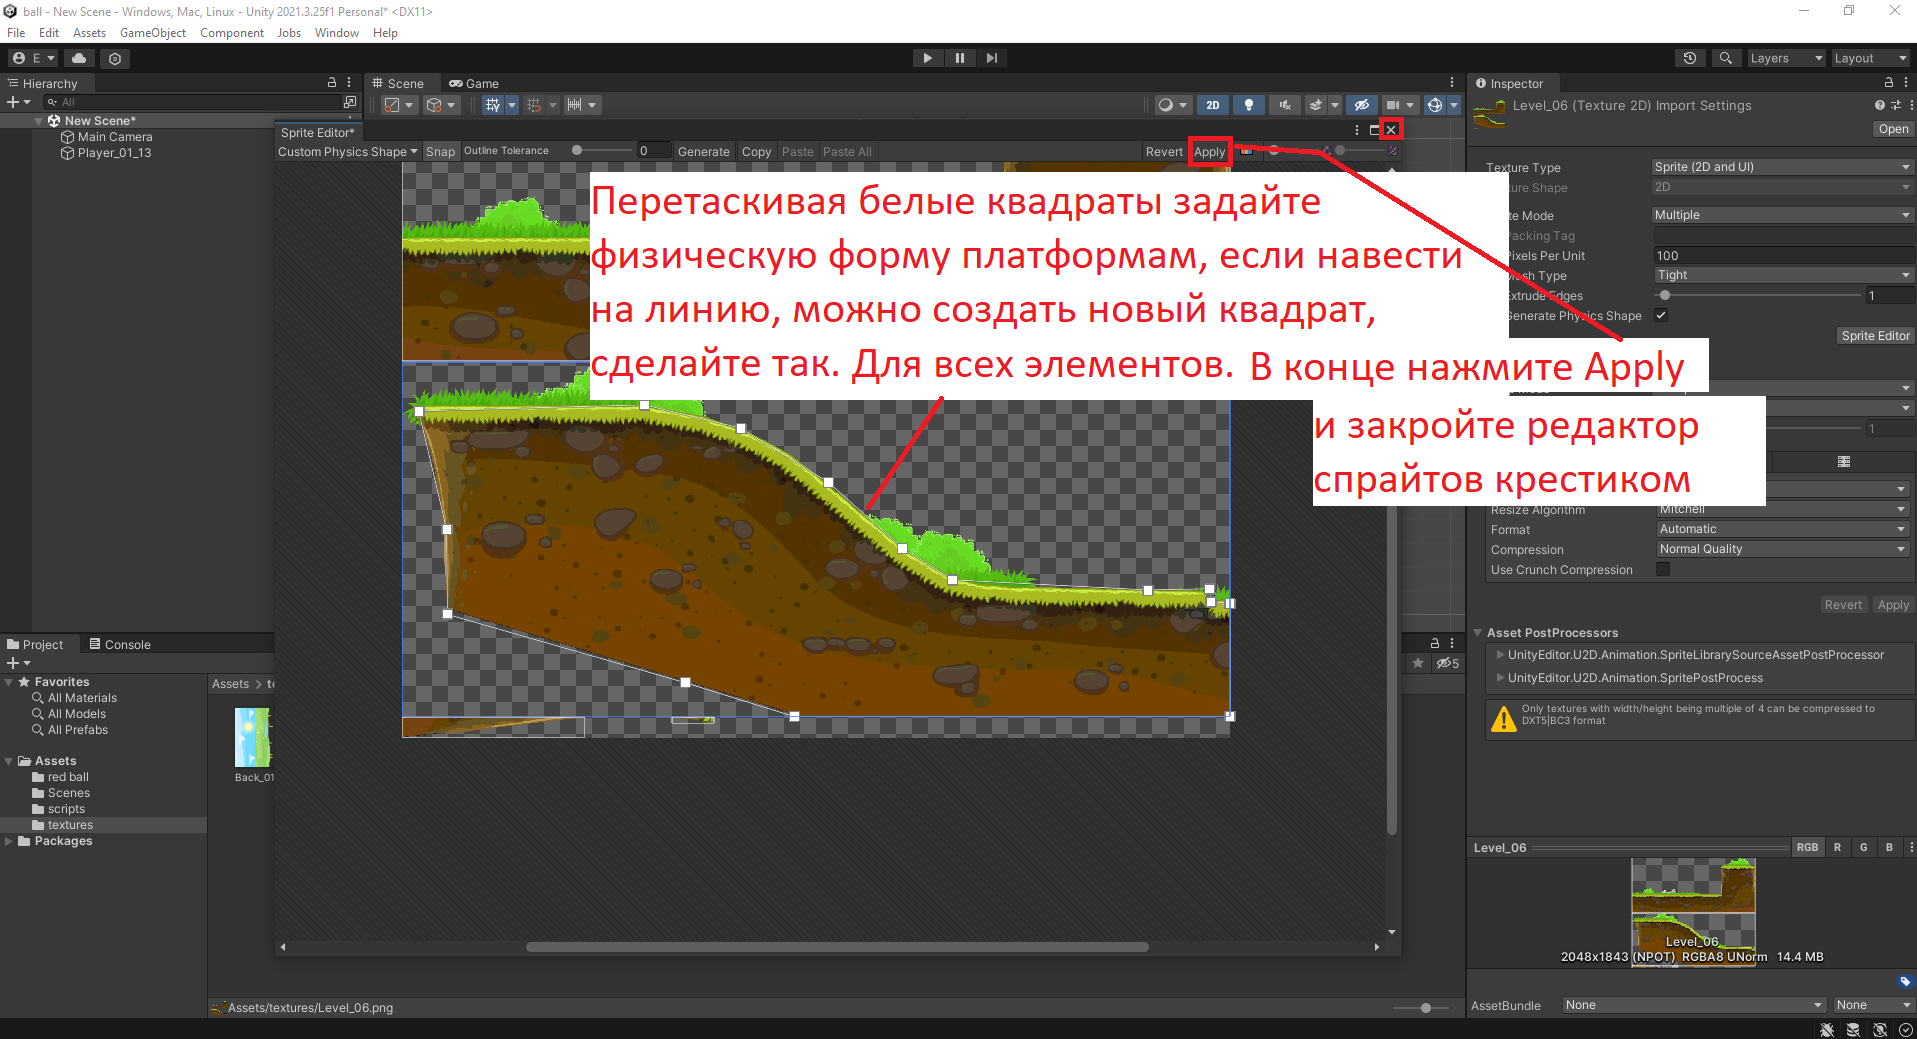 ball - New Scene - Windows, Mac, Linux - Unity 2021.3.25f1 Personal* <DX11>
File Edit Assets GameObject Component Jobs Window Help
E
Layers
Layout
Hierarchy
All
New Scene*
Main Camera
Player_01_13
Scene
Game
2D
Sprite Editor*
Custom Physics Shape
Snap
Outline Tolerance
0
Generate
Copy
Paste
Paste All
Revert
Apply
Перетаскивая белые квадраты задайте
физическую форму платформам, если навести
на линию, можно создать новый квадрат,
сделайте так. Для всех элементов. В конце нажмите Apply
и закройте редактор
спрайтов крестиком
Inspector
Level_06 (Texture 2D) Import Settings
Open
Texture Type
Sprite (2D and UI)
ure Shape
2D
te Mode
Multiple
Packing Tag
Pixels Per Unit
100
Mesh Type
Tight
Extrude Edges
1
Generate Physics Shape
Sprite Editor
1
Resize Algorithm
Mitchell
Format
Automatic
Compression
Normal Quality
Use Crunch Compression
Revert
Apply
Asset PostProcessors
UnityEditor.U2D.Animation.SpriteLibrarySourceAssetPostProcessor
UnityEditor.U2D.Animation.SpritePostProcess
Only textures with width/height being multiple of 4 can be compressed to
DXT5|BC3 format
Level_06
RGB R G B
Level_06
2048x1843 (NPOT) RGBA8 UNorm 14.4 MB
AssetBundle
None
None
Project
Console
5
Favorites
All Materials
All Models
All Prefabs
Assets
red ball
Scenes
scripts
textures
Packages
Assets > te
Back_01
Assets/textures/Level_06.png